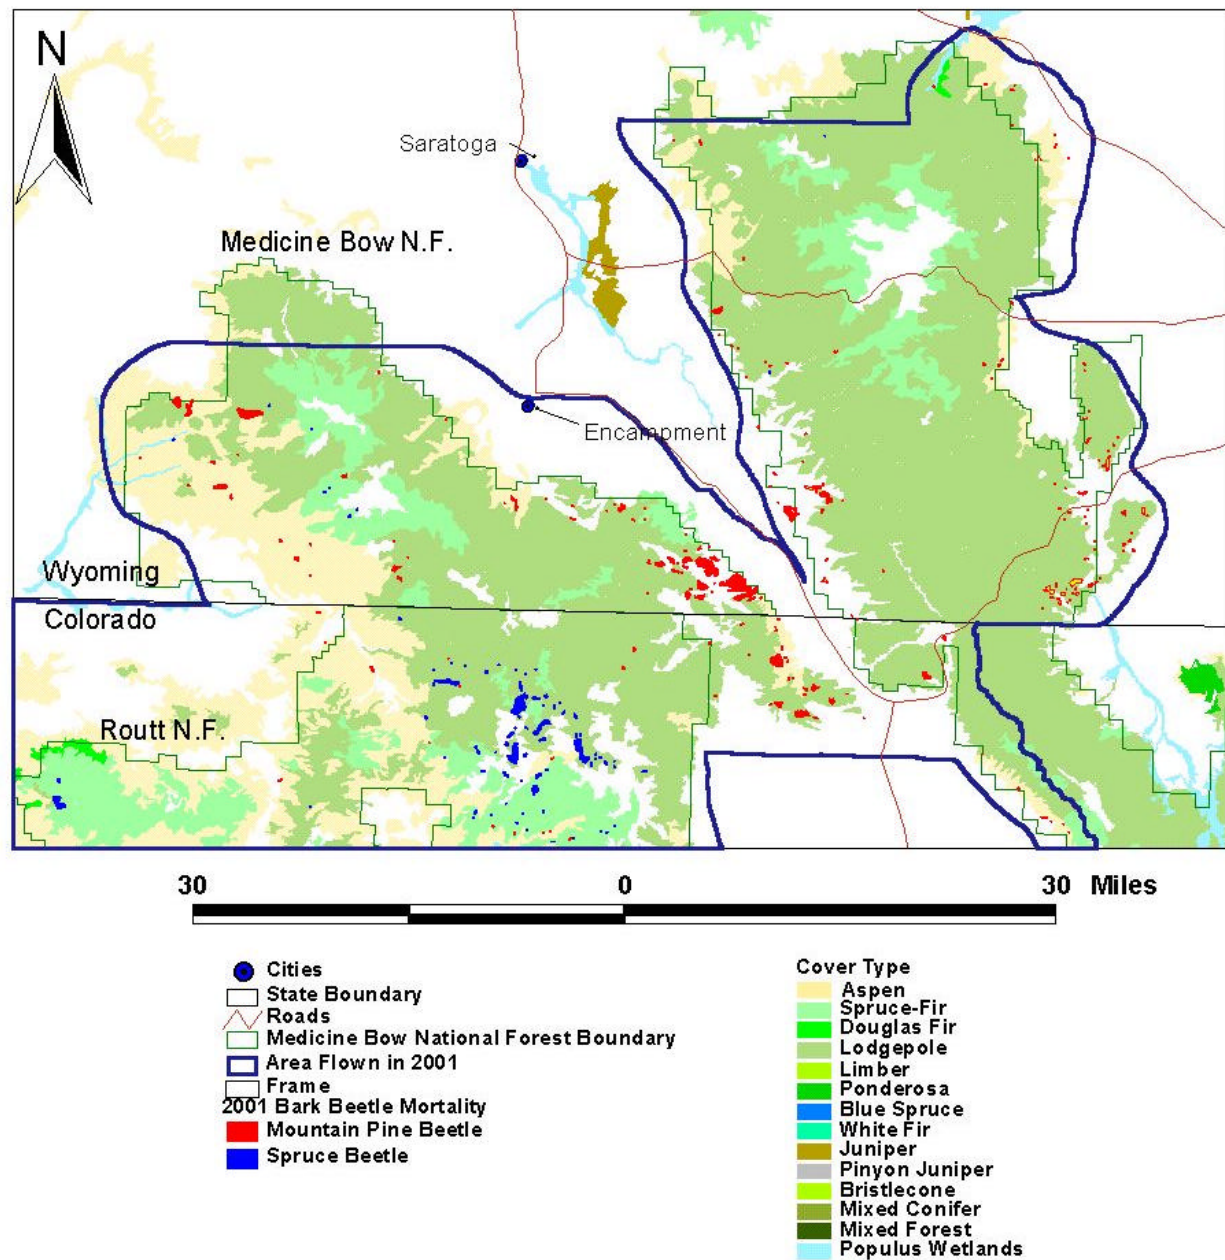 N
Saratoga
Medicine Bow N.F.
Encampment
Wyoming
Colorado
Routt N.F.
30 0 30 Miles
Cities
State Boundary
Roads
Medicine Bow National Forest Boundary
Area Flown in 2001
Frame
2001 Bark Beetle Mortality
Mountain Pine Beetle
Spruce Beetle
Cover Type
Aspen
Spruce-Fir
Douglas Fir
Lodgepole
Limber
Ponderosa
Blue Spruce
White Fir
Juniper
Pinyon Juniper
Bristlecone
Mixed Conifer
Mixed Forest
Populus Wetlands